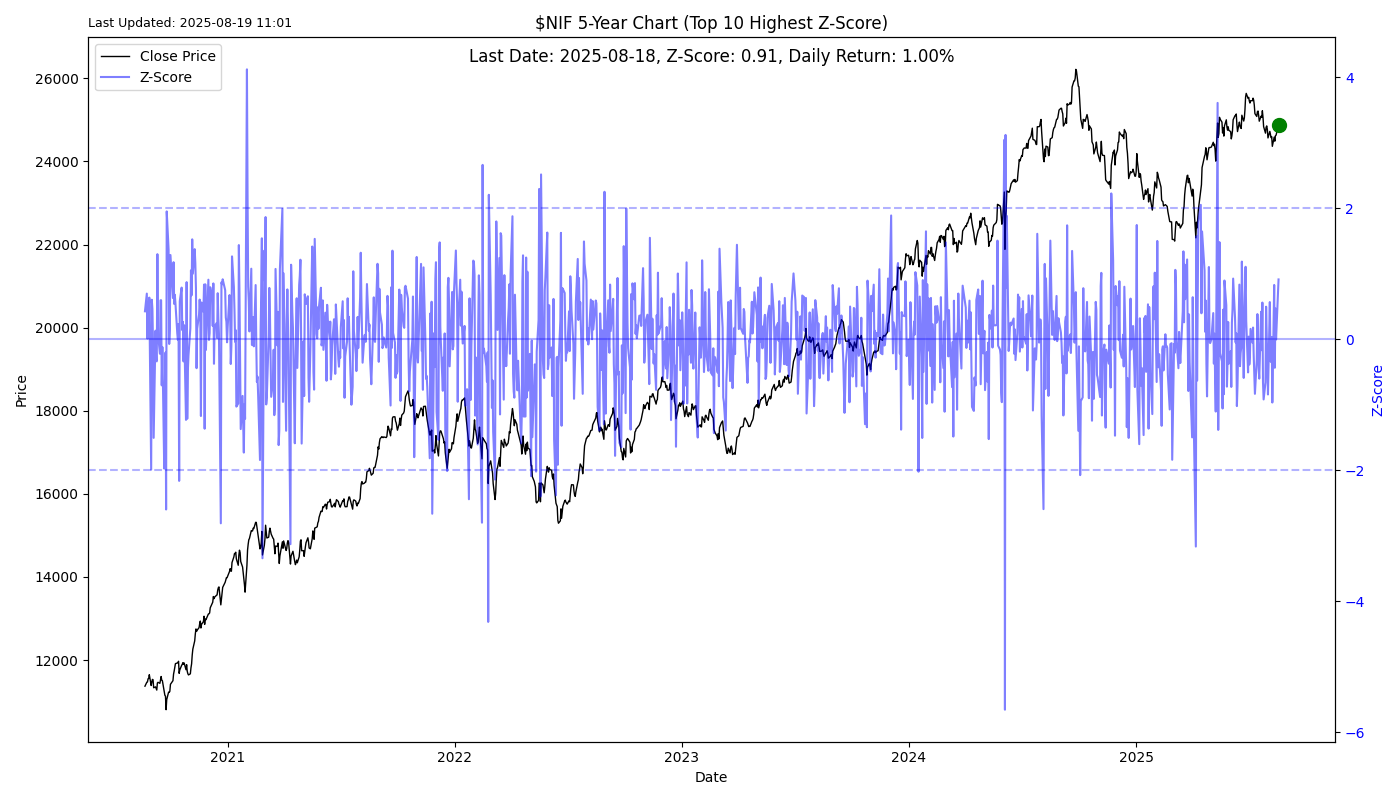 Last Updated: 2025-08-19 11:01
$NIF 5-Year Chart (Top 10 Highest Z-Score)
Last Date: 2025-08-18, Z-Score: 0.91, Daily Return: 1.00%
Close Price
Z-Score
26000
24000
22000
20000
18000
16000
14000
12000
Price
4
2
0
−2
−4
−6
Z-Score
2021
2022
2023
2024
2025
Date